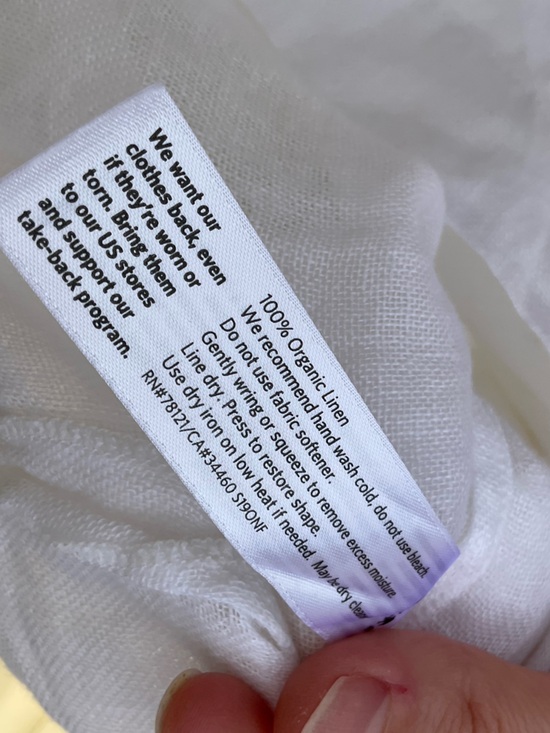 We want our
clothes back, even
if they're worn or
torn. Bring them
to our US stores
and support our
take-back program.
100% Organic Linen
We recommend hand wash cold, do not use bleach.
Do not use fabric softener.
Gently wring or squeeze to remove excess moisture.
Line dry. Press to restore shape.
Use dry iron on low heat if needed. May be dry clean
RN#78121/CA#34460 S19ONF